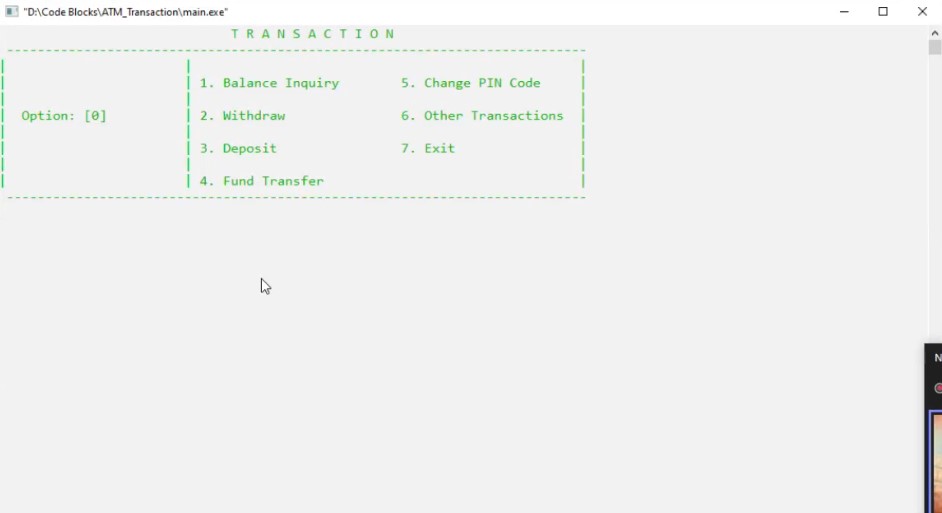 "D:\Code Blocks\ATM_Transaction\main.exe"
T R A N S A C T I O N
1. Balance Inquiry 5. Change PIN Code
Option: [0] 2. Withdraw 6. Other Transactions
3. Deposit 7. Exit
4. Fund Transfer
N